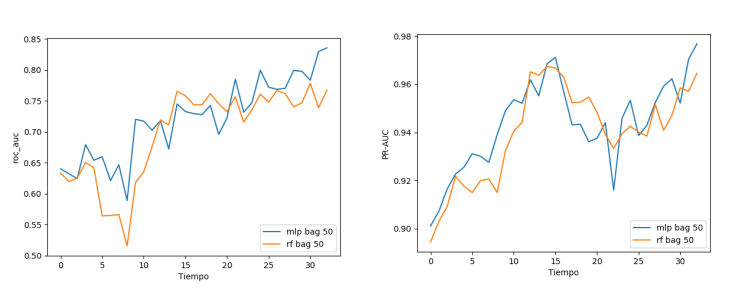 0.85
0.80
0.75
0.70
0.65
0.60
0.55
0.50
roc_auc
0 5 10 15 20 25 30
Tiempo
mlp bag 50
rf bag 50
0.98
0.96
0.94
0.92
0.90
PR-AUC
0 5 10 15 20 25 30
Tiempo
mlp bag 50
rf bag 50